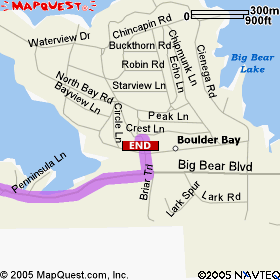 MAPQUEST
300m
900ft
Waterview Dr
Chincapin Rd
Buckthorn Rd
Robin Rd
Chipmunk Ln
Echo Ln
Cienega Rd
Big Bear
Lake
Starview Ln
North Bay Rd
Bayview Ln
Peak Ln
Circle Ln
Crest Ln
Boulder Bay
END
Big Bear Blvd
Penninsula Ln
Briar Trl
Lark Spur
Lark Rd
© 2005 MapQuest.com, Inc.
©2005 NAVTEQ